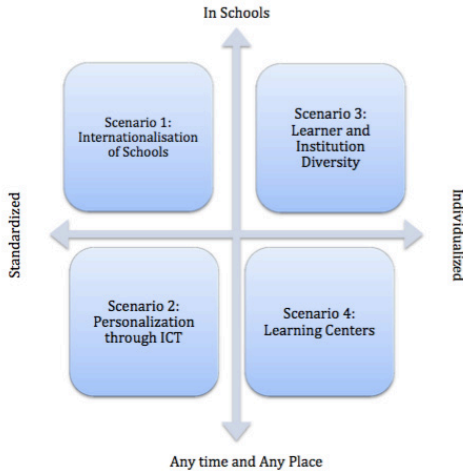 In Schools
Scenario 1:
Internationalisation
of Schools
Scenario 3:
Learner and
Institution
Diversity
Standardized
Individualized
Scenario 2:
Personalization
through ICT
Scenario 4:
Learning Centers
Any time and Any Place